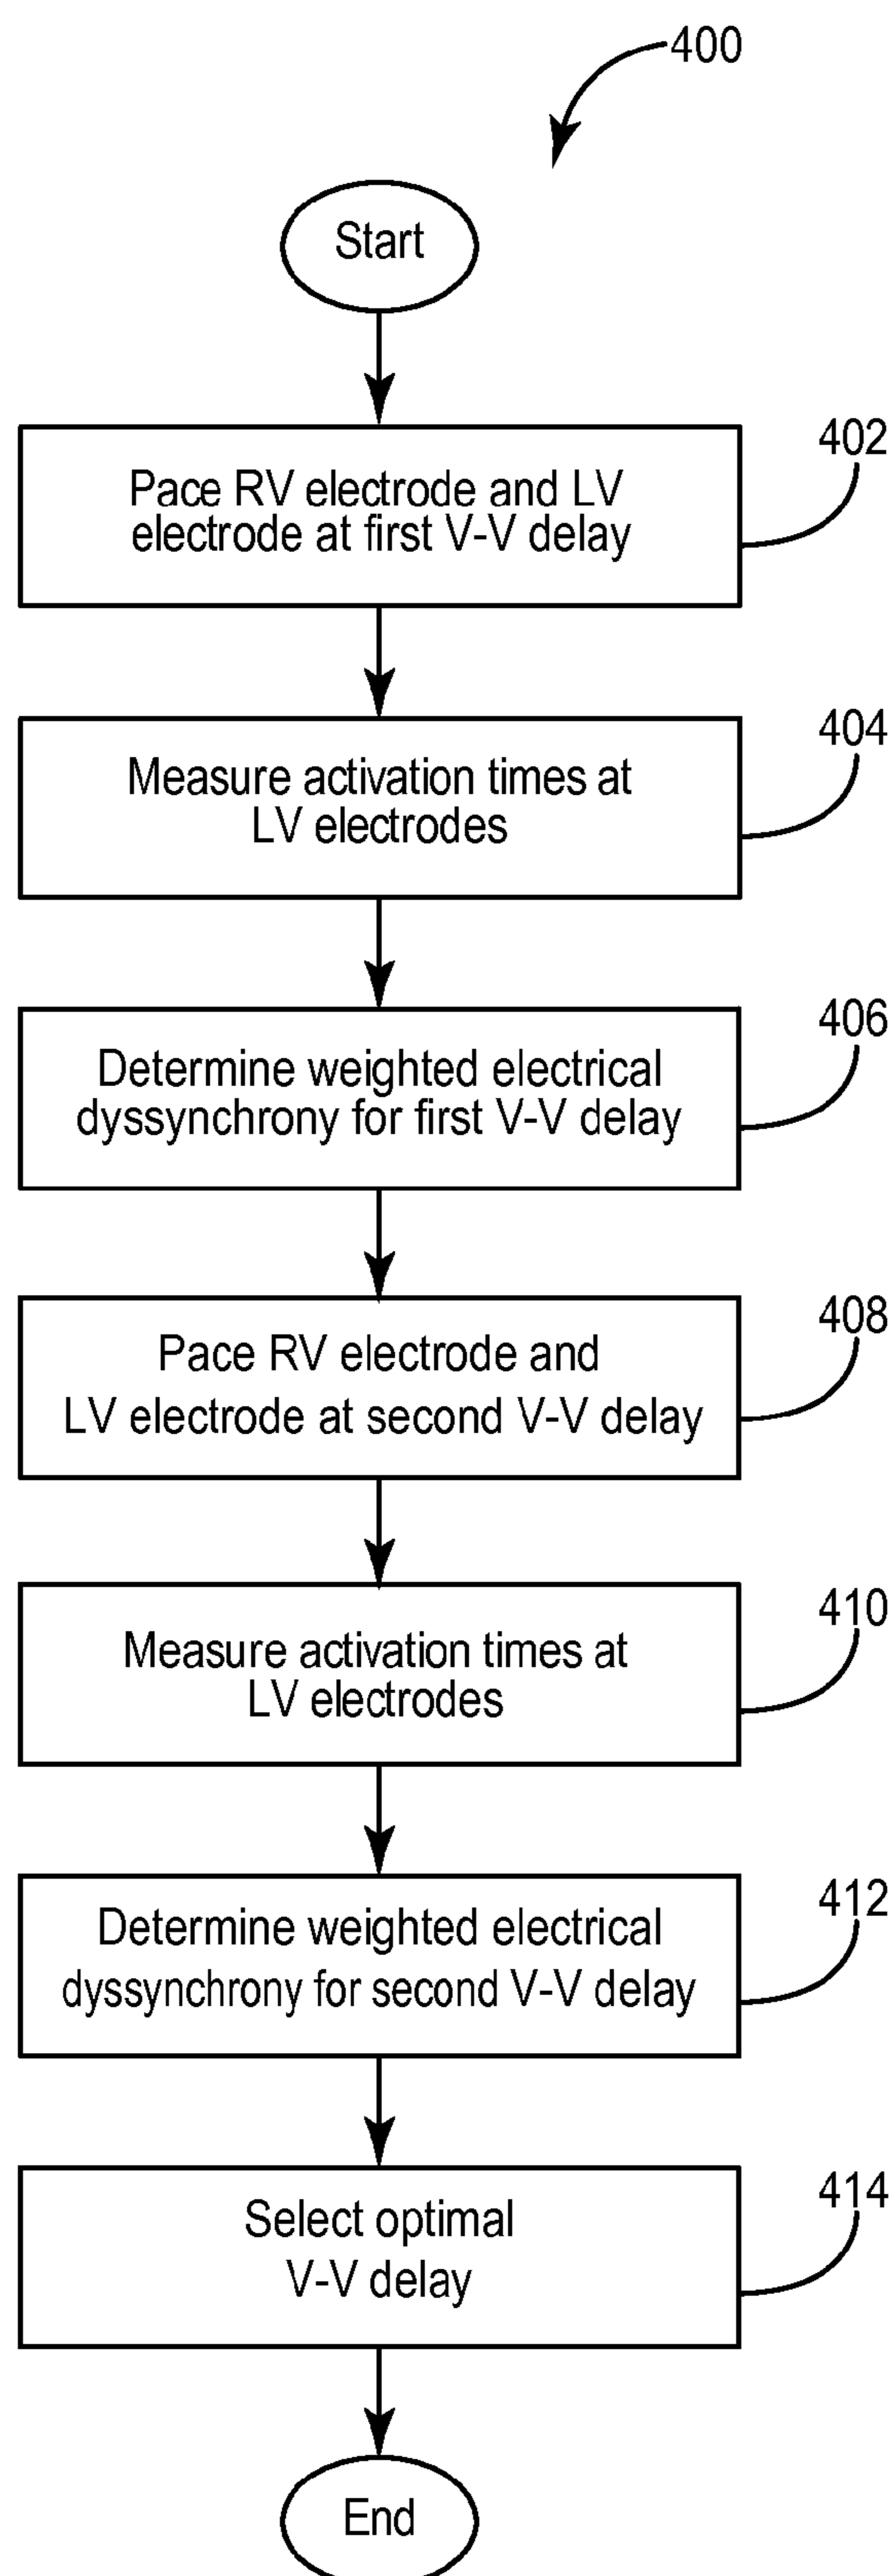 400
Start
402
Pace RV electrode and LV
electrode at first V-V delay
404
Measure activation times at
LV electrodes
406
Determine weighted electrical
dyssynchrony for first V-V delay
408
Pace RV electrode and
LV electrode at second V-V delay
410
Measure activation times at
LV electrodes
412
Determine weighted electrical
dyssynchrony for second V-V delay
414
Select optimal
V-V delay
End